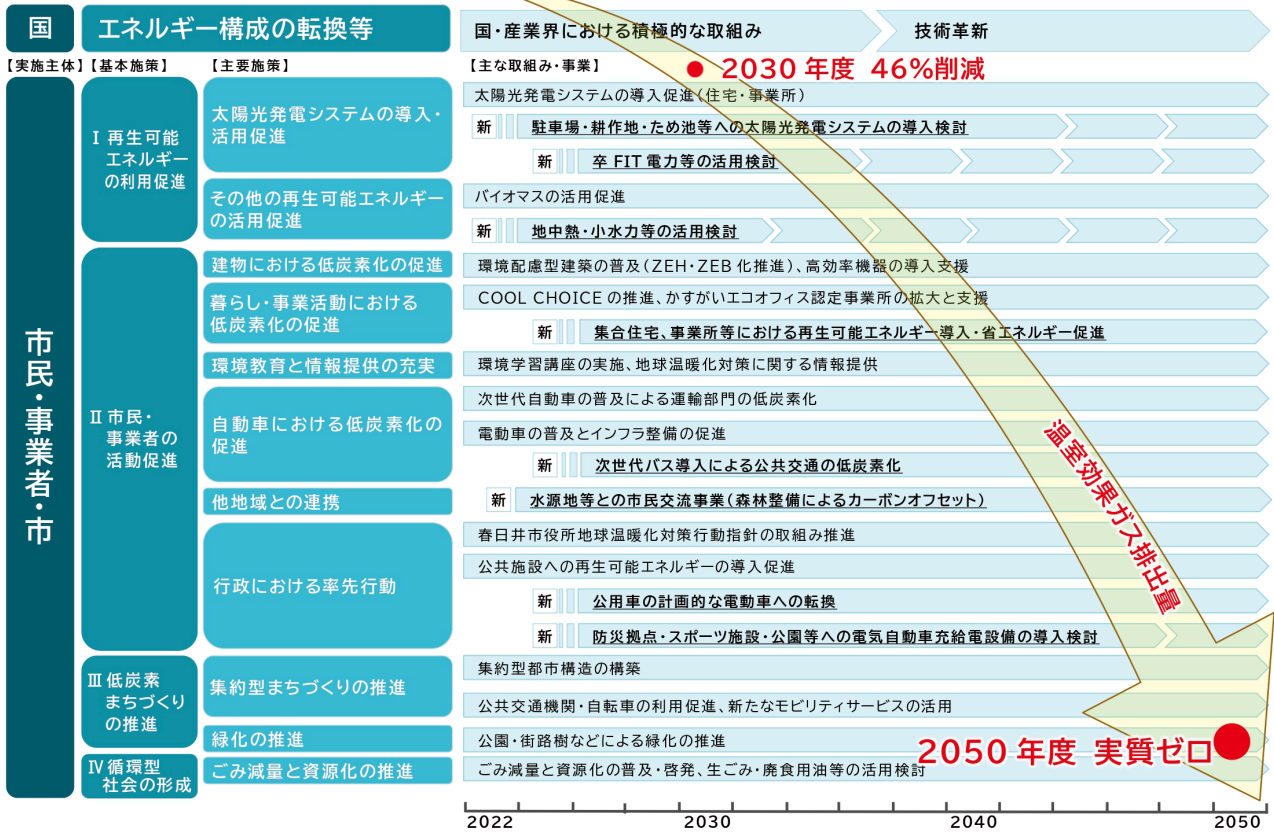 国
エネルギー構成の転換等
国・産業界における積極的な取組み
技術革新
【実施主体】
【基本施策】
【主要施策】
【主な取組み・事業】
2030 年度 46%削減
市民・事業者・市
Ⅰ 再生可能
エネルギー
の利用促進
太陽光発電システムの導入・
活用促進
太陽光発電システムの導入促進(住宅・事業所)
新 駐車場・耕作地・ため池等への太陽光発電システムの導入検討
新 卒 FIT 電力等の活用検討
その他の再生可能エネルギー
の活用促進
バイオマスの活用促進
新 地中熱・小水力等の活用検討
Ⅱ 市民・
事業者の
活動促進
建物における低炭素化の促進
環境配慮型建築の普及(ZEH・ZEB 化推進)、高効率機器の導入支援
暮らし・事業活動における
低炭素化の促進
COOL CHOICE の推進、かすがいエコオフィス認定事業所の拡大と支援
新 集合住宅、事業所等における再生可能エネルギー導入・省エネルギー促進
環境教育と情報提供の充実
環境学習講座の実施、地球温暖化対策に関する情報提供
自動車における低炭素化の
促進
次世代自動車の普及による運輸部門の低炭素化
電動車の普及とインフラ整備の促進
新 次世代バス導入による公共交通の低炭素化
他地域との連携
新 水源地等との市民交流事業(森林整備によるカーボンオフセット)
行政における率先行動
春日井市役所地球温暖化対策行動指針の取組み推進
公共施設への再生可能エネルギーの導入促進
新 公用車の計画的な電動車への転換
新 防災拠点・スポーツ施設・公園等への電気自動車充給電設備の導入検討
温室効果ガス排出量
Ⅲ 低炭素
まちづくり
の推進
集約型まちづくりの推進
集約型都市構造の構築
公共交通機関・自転車の利用促進、新たなモビリティサービスの活用
緑化の推進
公園・街路樹などによる緑化の推進
2050 年度 実質ゼロ
Ⅳ 循環型
社会の形成
ごみ減量と資源化の推進
ごみ減量と資源化の普及・啓発、生ごみ・廃食用油等の活用検討
2022 2030 2040 2050